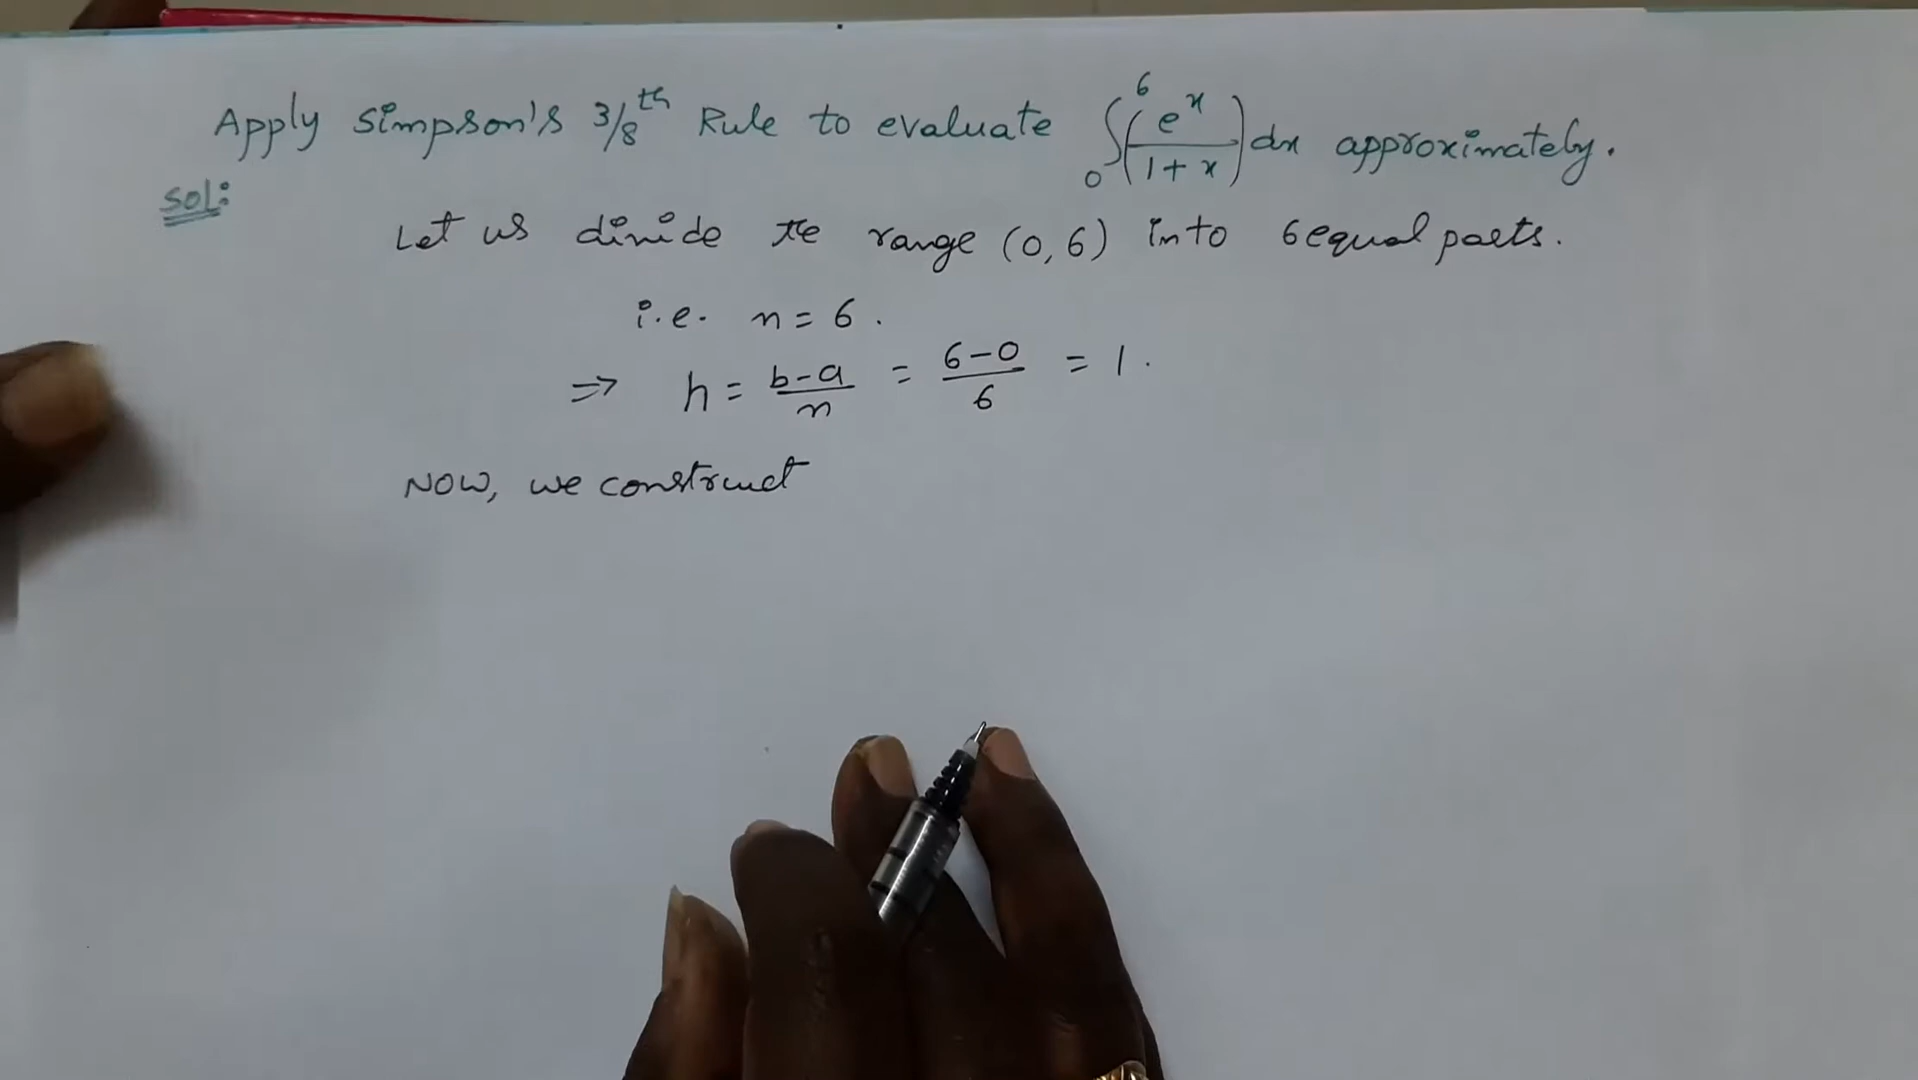 Apply Simpson's 3/8th Rule to evaluate ∫₀⁶ (e^x / 1+x) dx approximately.
Sol:
Let us divide the range (0,6) into 6 equal parts.
i.e. n = 6.
⇒ h = b-a / n = 6-0 / 6 = 1.
Now, we construct